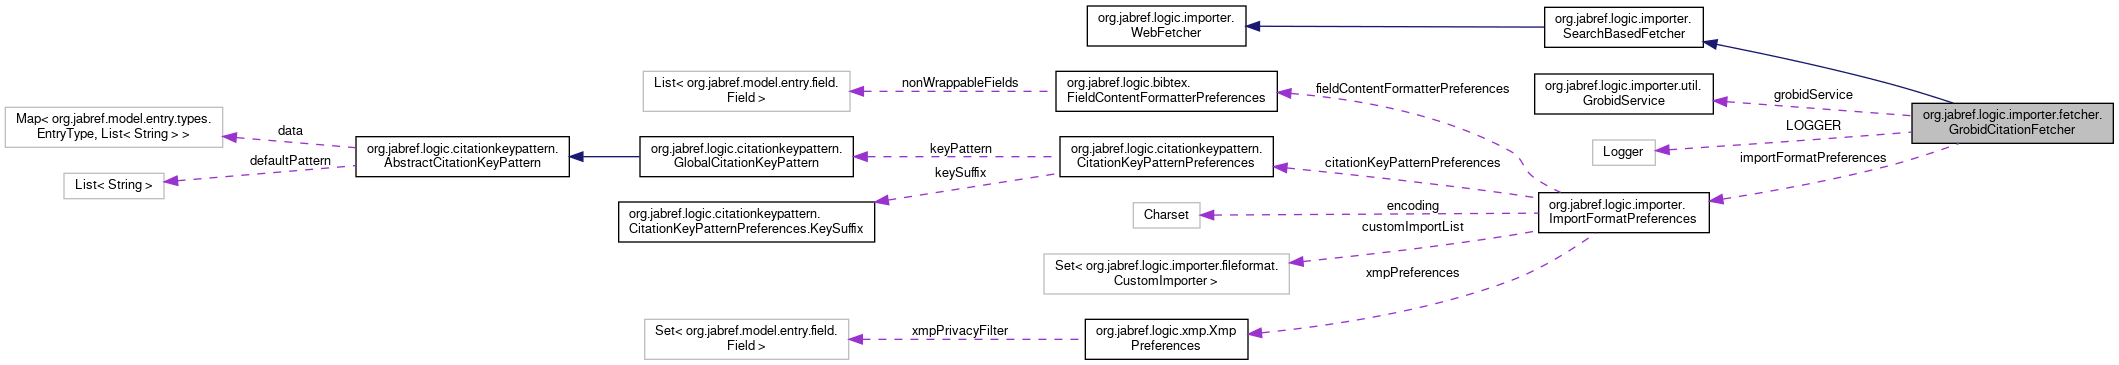 org.jabref.logic.importer.
WebFetcher
org.jabref.logic.importer.
SearchBasedFetcher
List< org.jabref.model.entry.field.
Field >
nonWrappableFields
org.jabref.logic.bibtex.
FieldContentFormatterPreferences
fieldContentFormatterPreferences
org.jabref.logic.importer.util.
GrobidService
grobidService
org.jabref.logic.importer.fetcher.
GrobidCitationFetcher
Map< org.jabref.model.entry.types.
EntryType, List< String > >
data
defaultPattern
List< String >
org.jabref.logic.citationkeypattern.
AbstractCitationKeyPattern
org.jabref.logic.citationkeypattern.
GlobalCitationKeyPattern
keyPattern
keySuffix
org.jabref.logic.citationkeypattern.
CitationKeyPatternPreferences
citationKeyPatternPreferences
Logger
LOGGER
importFormatPreferences
org.jabref.logic.citationkeypattern.
CitationKeyPatternPreferences.KeySuffix
Charset
encoding
customImportList
org.jabref.logic.importer.
ImportFormatPreferences
Set< org.jabref.logic.importer.fileformat.
CustomImporter >
xmpPreferences
Set< org.jabref.model.entry.field.
Field >
xmpPrivacyFilter
org.jabref.logic.xmp.Xmp
Preferences